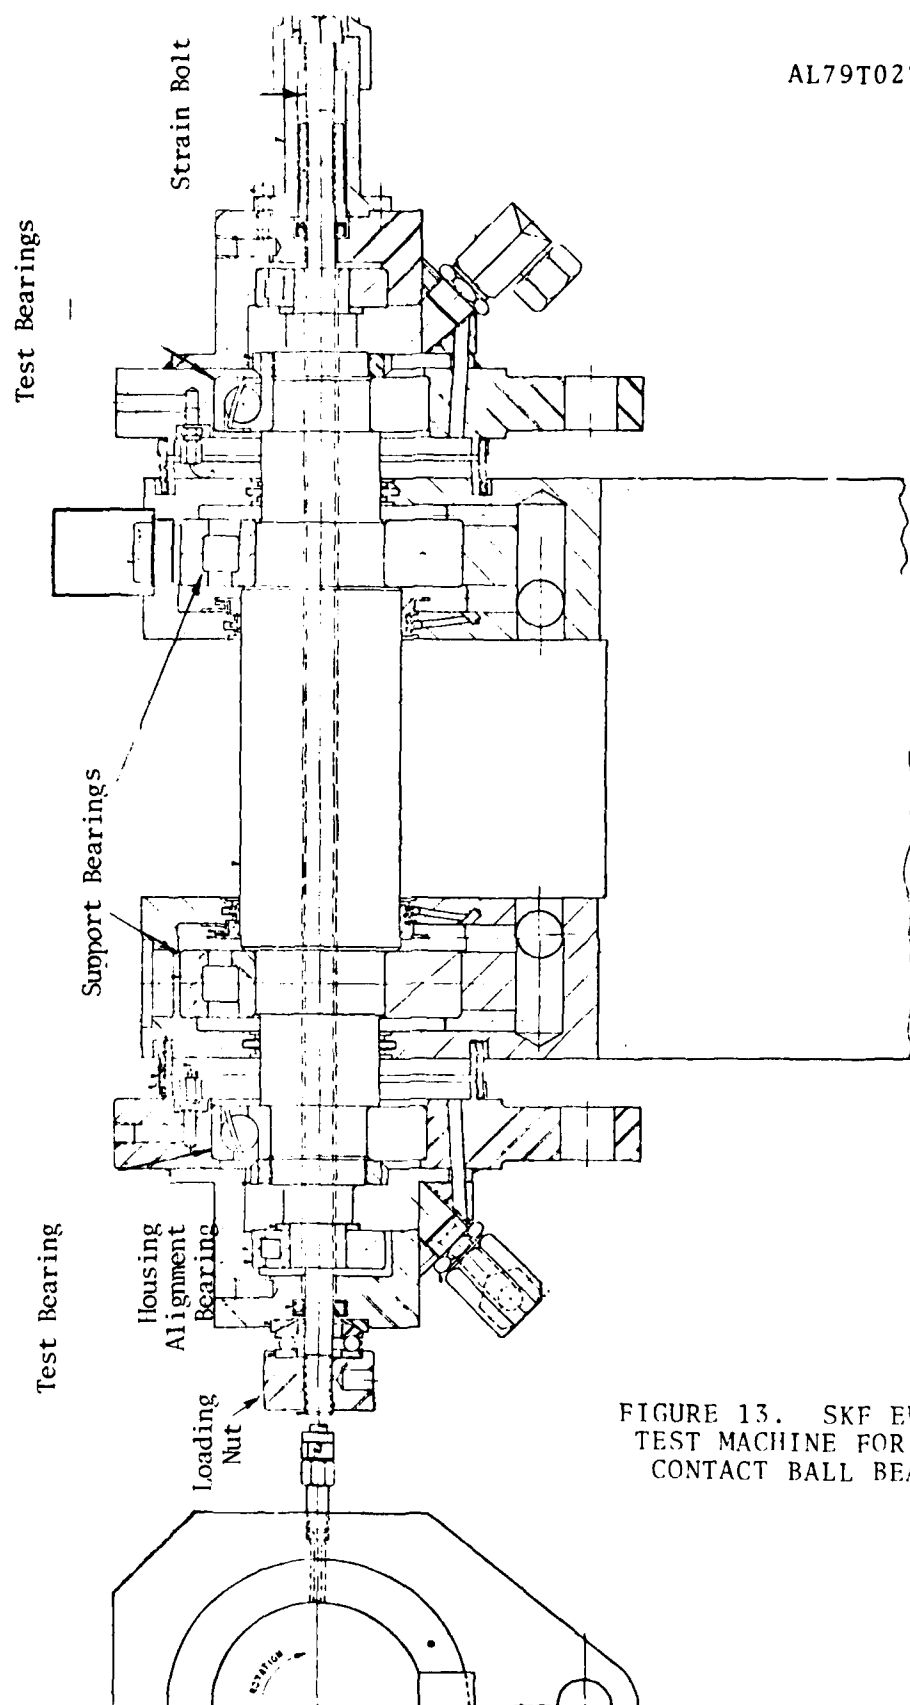 AL79T02
Strain Bolt
Test Bearings
Support Bearings
Test Bearing
Housing
Alignment
Bearing
Loading
Nut
FIGURE 13. SKF
TEST MACHINE FOR
CONTACT BALL
ROTATION